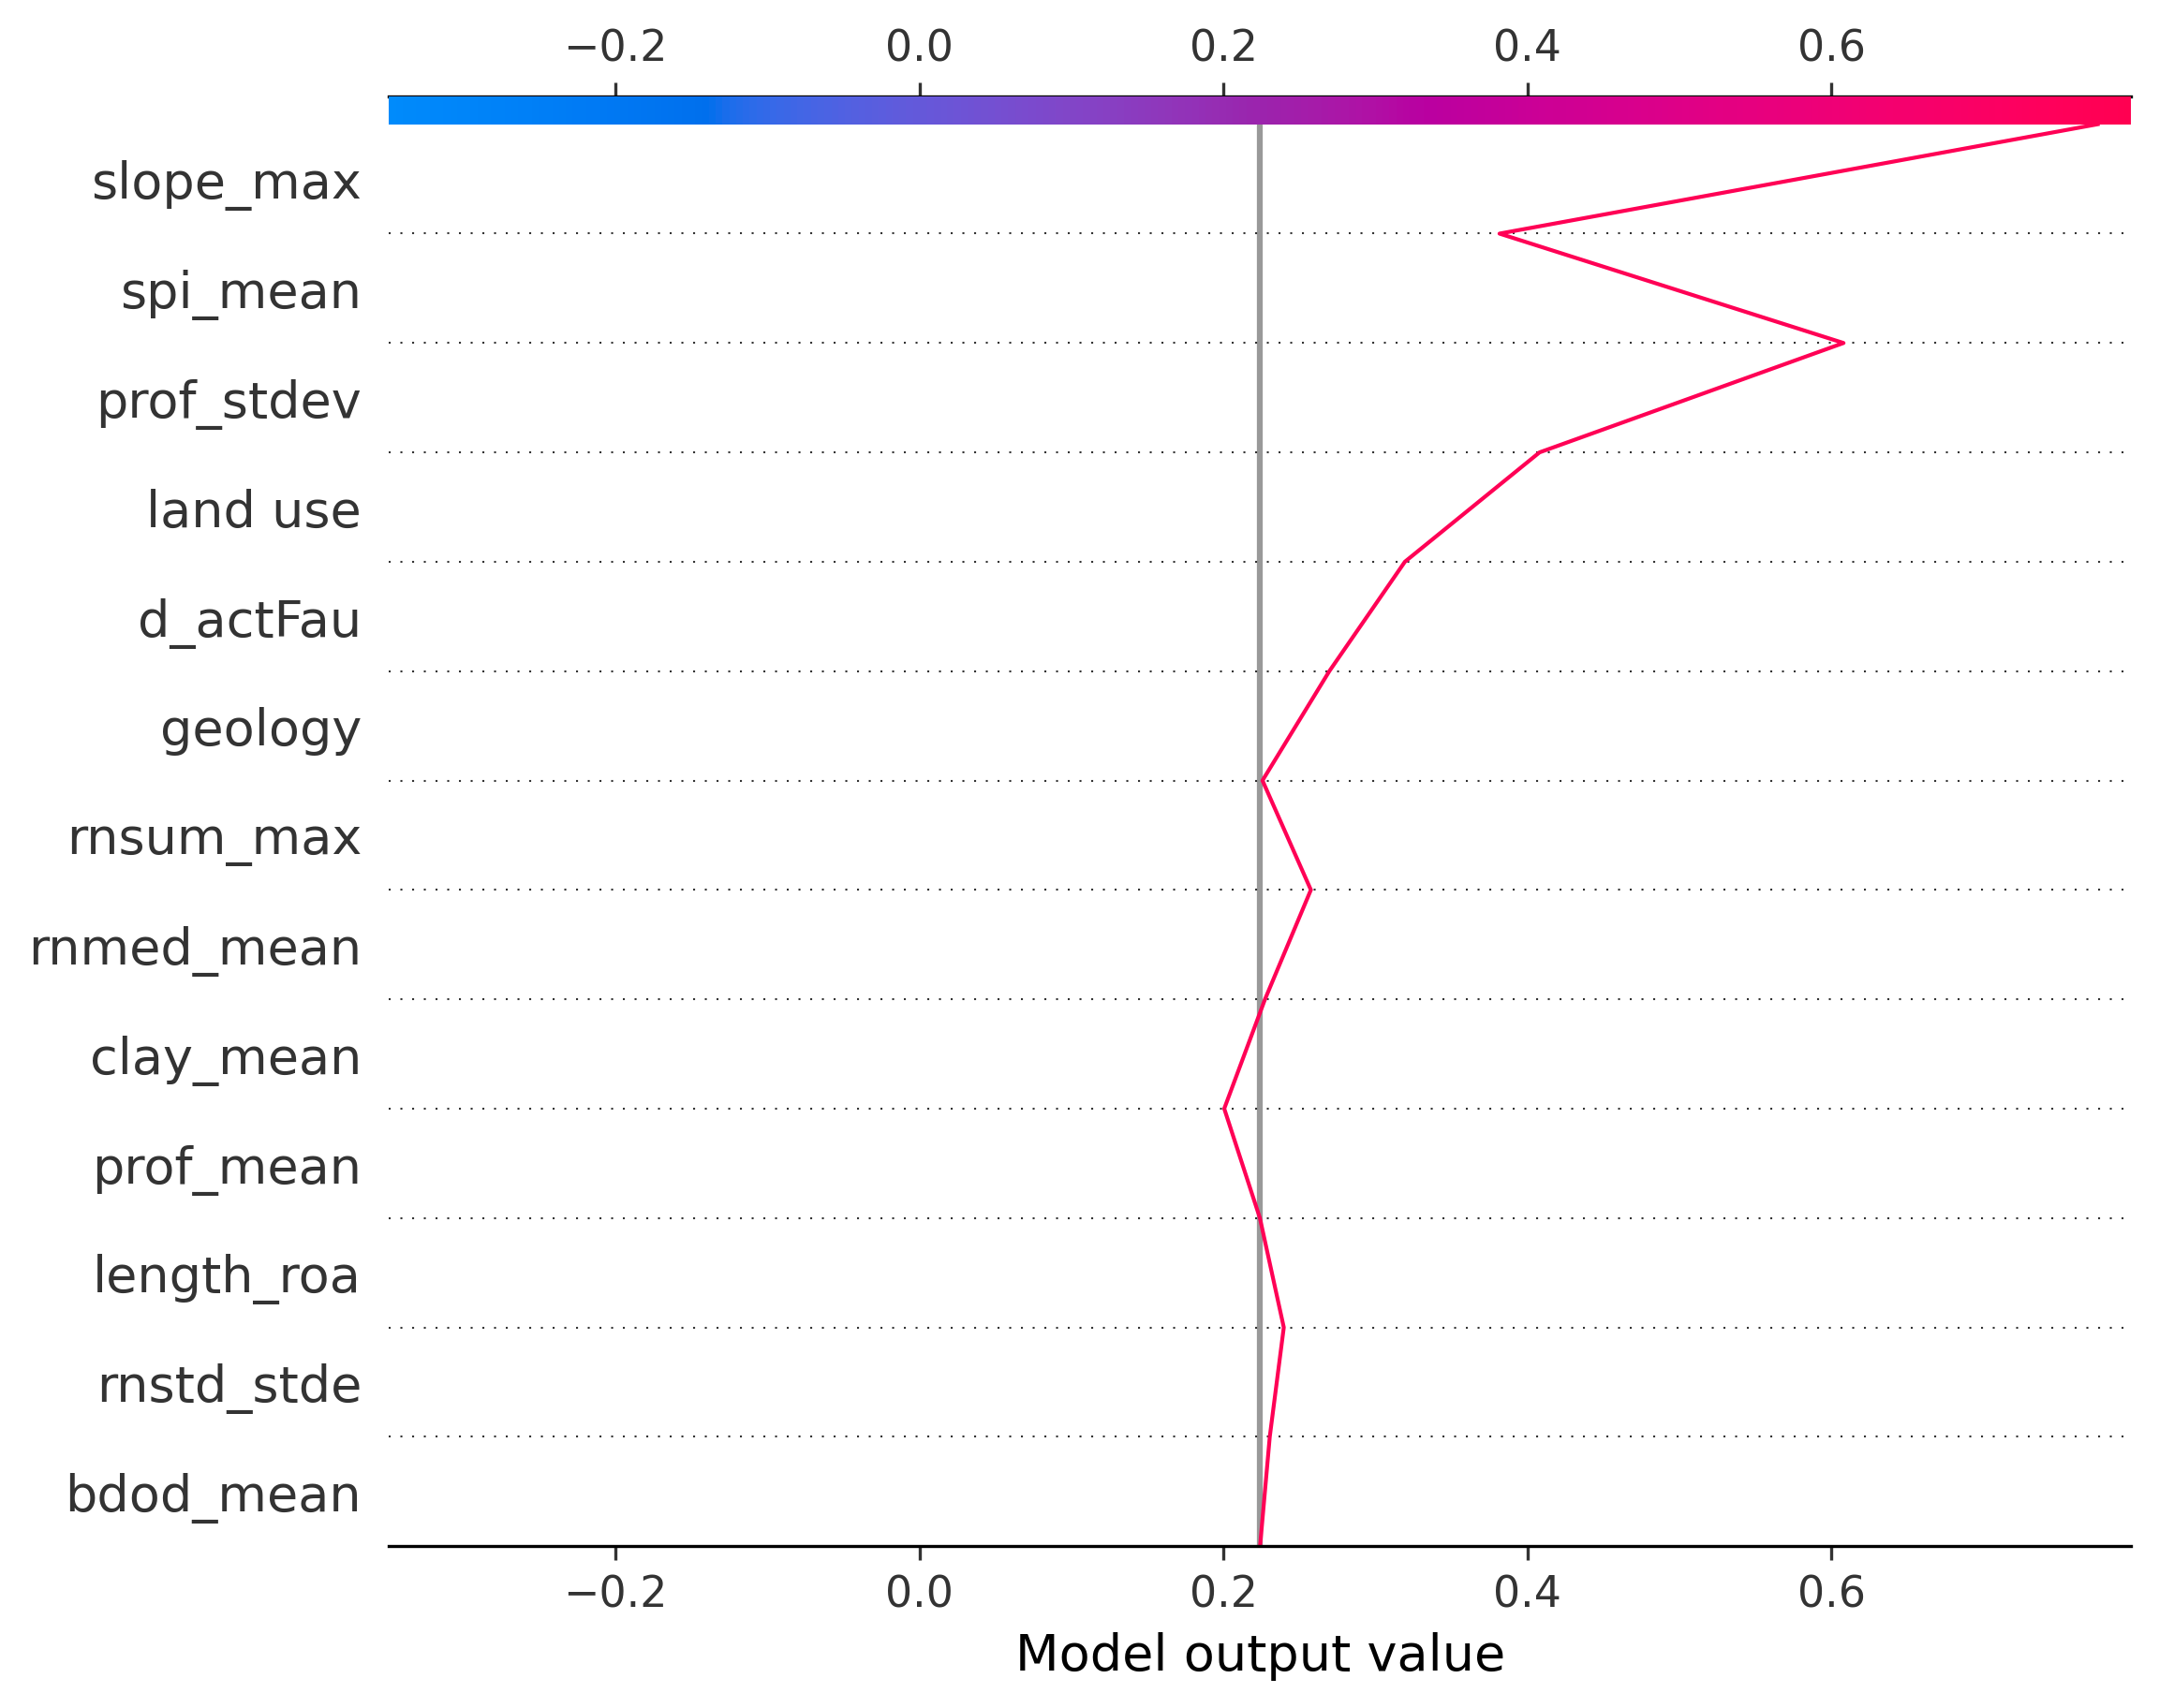 −0.2 0.0 0.2 0.4 0.6
slope_max
spi_mean
prof_stdev
land use
d_actFau
geology
rnsum_max
rnmed_mean
clay_mean
prof_mean
length_roa
rnstd_stde
bdod_mean
−0.2 0.0 0.2 0.4 0.6
Model output value